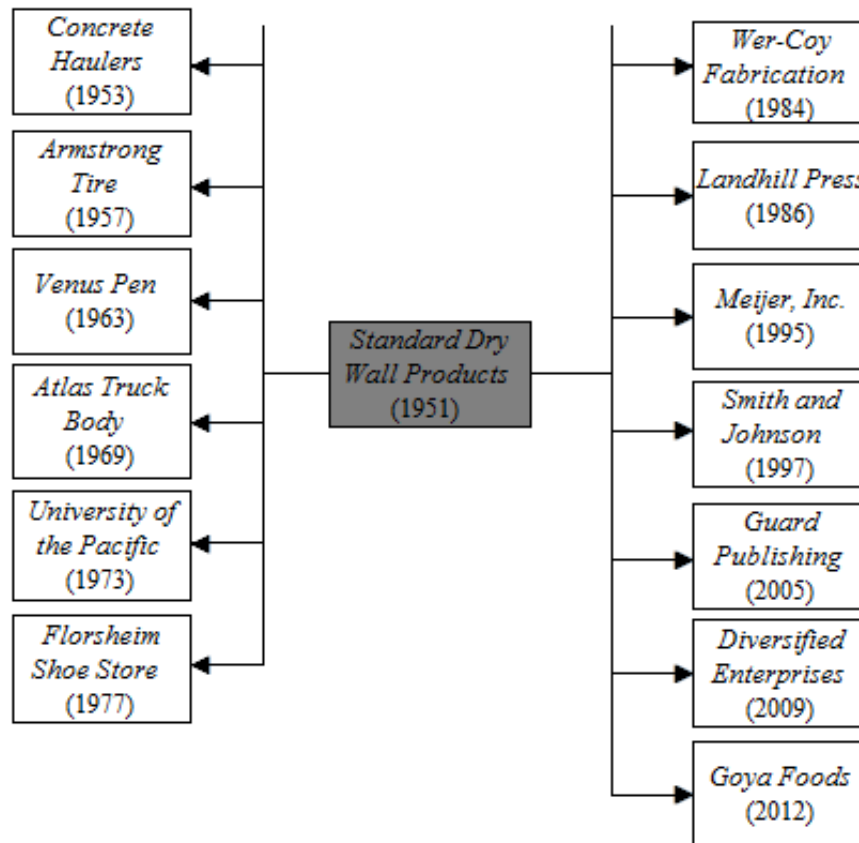 Concrete
Haulers
(1953)
Armstrong
Tire
(1957)
Venus Pen
(1963)
Atlas Truck
Body
(1969)
University of
the Pacific
(1973)
Florsheim
Shoe Store
(1977)
Standard Dry
Wall Products
(1951)
Wer-Coy
Fabrication
(1984)
Landhill Press
(1986)
Meijer, Inc.
(1995)
Smith and
Johnson
(1997)
Guard
Publishing
(2005)
Diversified
Enterprises
(2009)
Goya Foods
(2012)